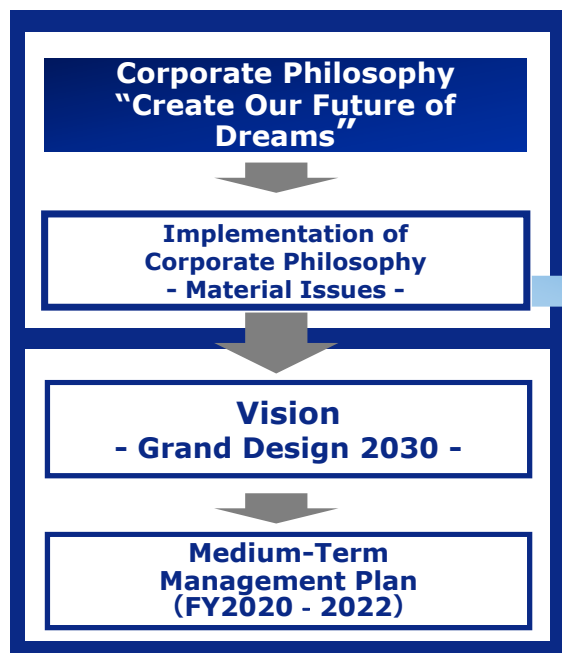 Corporate Philosophy
“Create Our Future of
Dreams”
Implementation of
Corporate Philosophy
- Material Issues -
Vision
- Grand Design 2030 -
Medium-Term
Management Plan
（FY2020 - 2022）